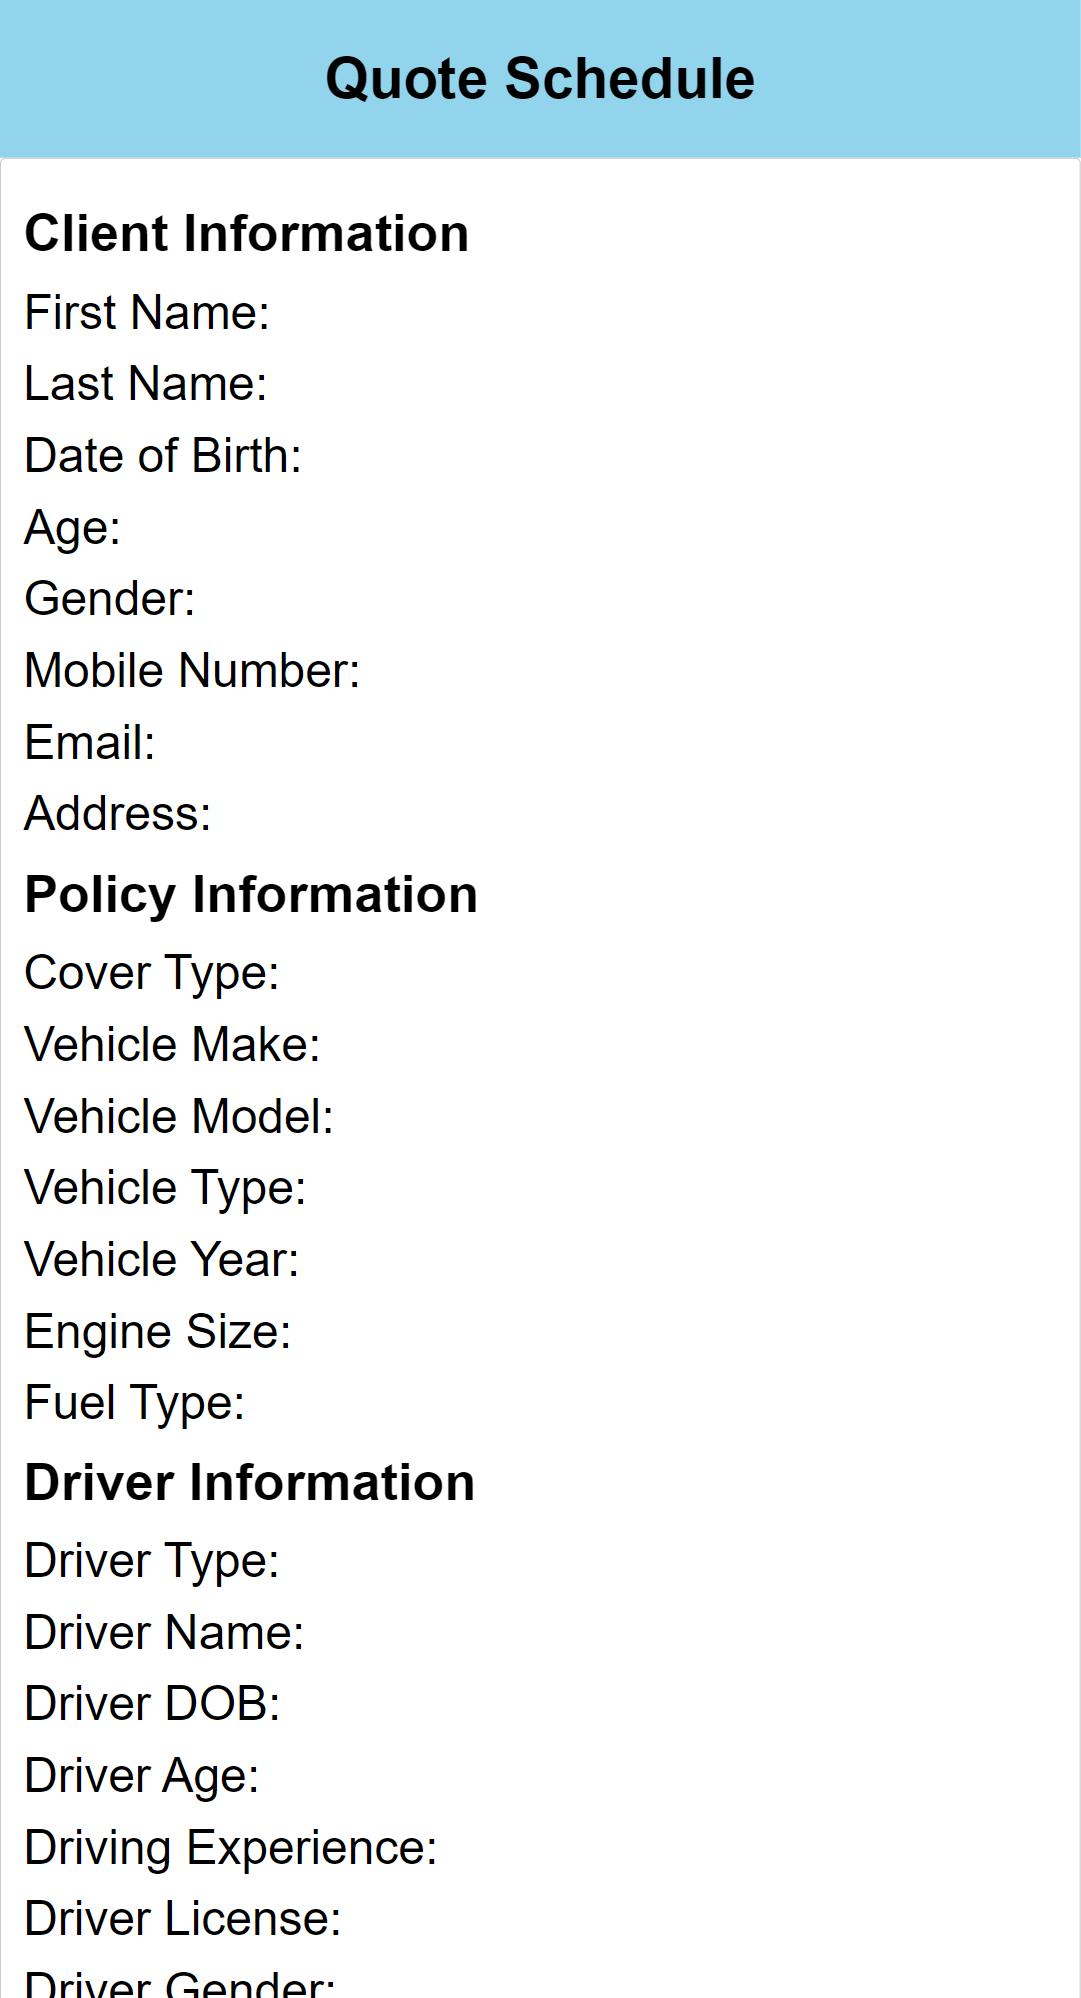 Quote Schedule
Client Information
First Name:
Last Name:
Date of Birth:
Age:
Gender:
Mobile Number:
Email:
Address:
Policy Information
Cover Type:
Vehicle Make:
Vehicle Model:
Vehicle Type:
Vehicle Year:
Engine Size:
Fuel Type:
Driver Information
Driver Type:
Driver Name:
Driver DOB:
Driver Age:
Driving Experience:
Driver License:
Driver Gender: